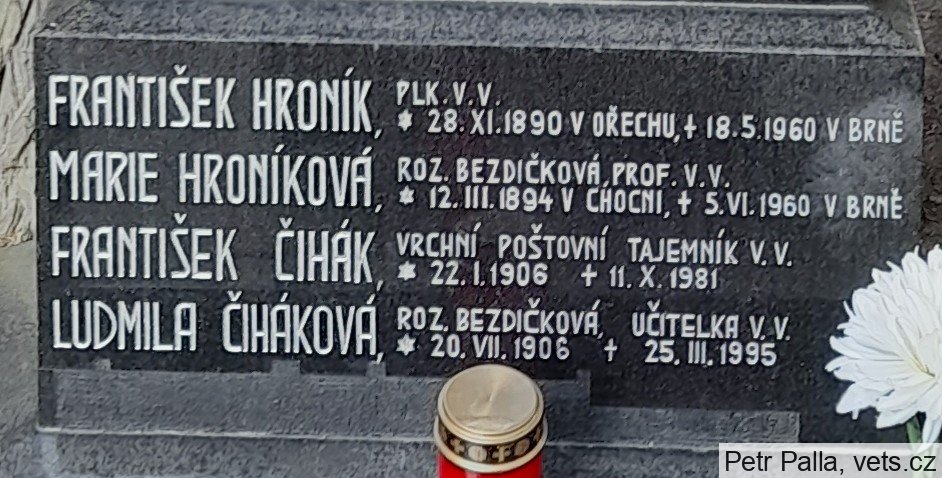 FRANTIŠEK HRONÍK, PLK. V. V.
* 28. XI. 1890 V OŘECHU, + 18. 5. 1960 V BRNĚ
MARIE HRONÍKOVÁ, ROZ. BEZDIČKOVÁ, PROF. V. V.
* 12. III. 1894 V CHOCNI, + 5. VI. 1960 V BRNĚ
FRANTIŠEK ČIHÁK, VRCHNÍ POŠTOVNÍ TAJEMNÍK V. V.
* 22. I. 1906 + 11. X. 1981
LUDMILA ČIHÁKOVÁ, ROZ. BEZDIČKOVÁ, UČITELKA V. V.
* 20. VII. 1906 + 25. III. 1995
Petr Palla, vets.cz